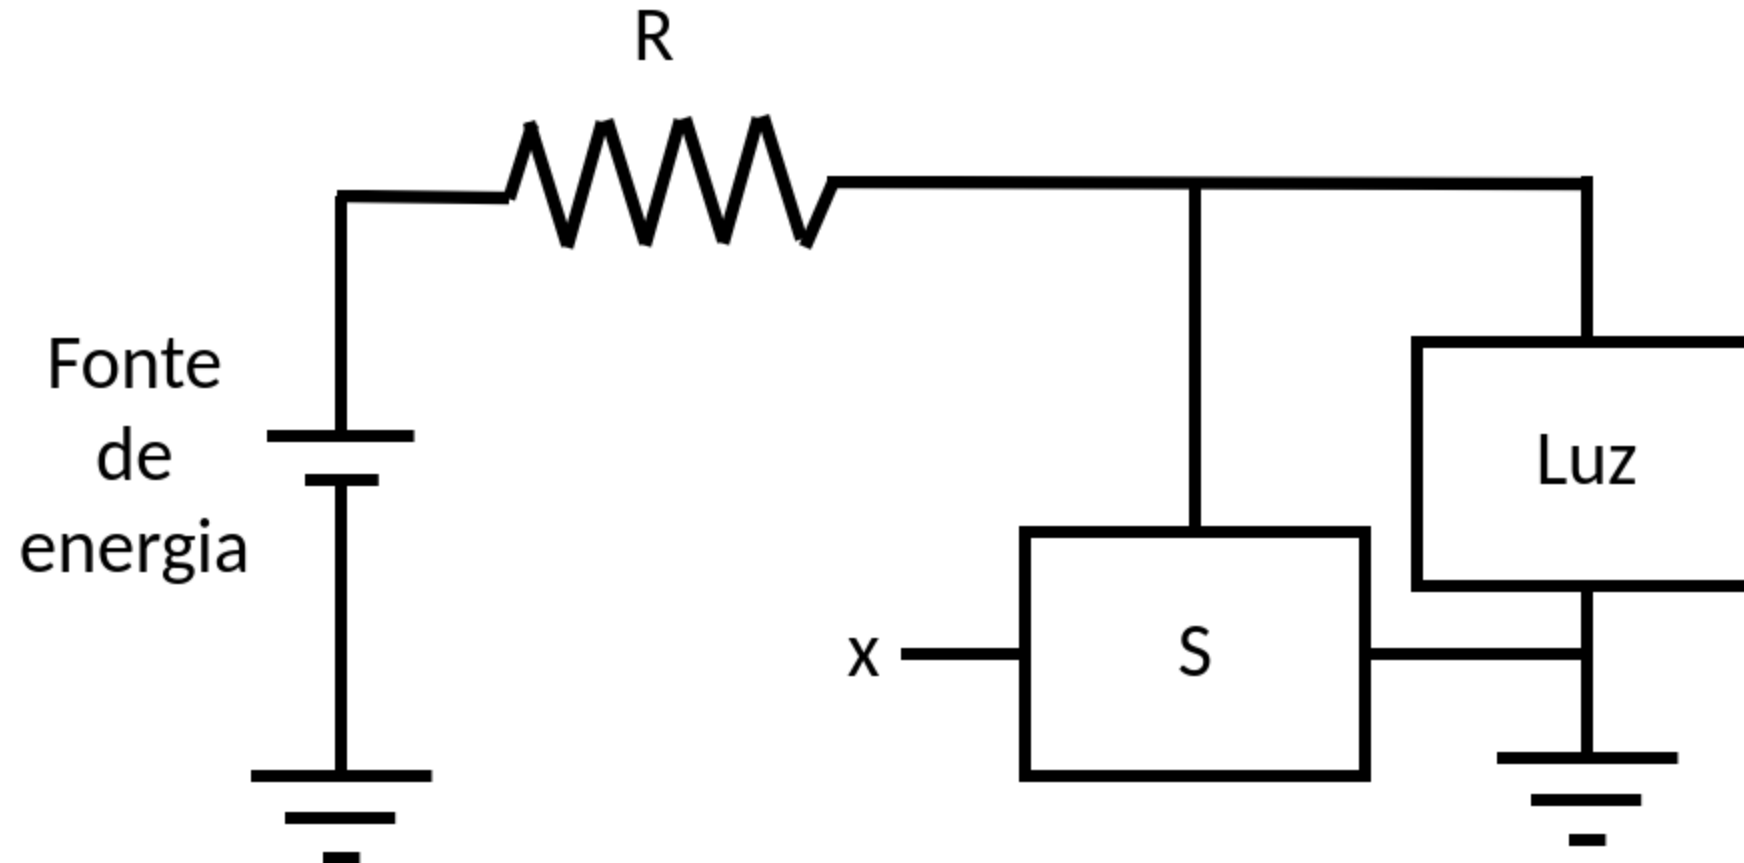 R
Fonte
de
energia
Luz
x
S